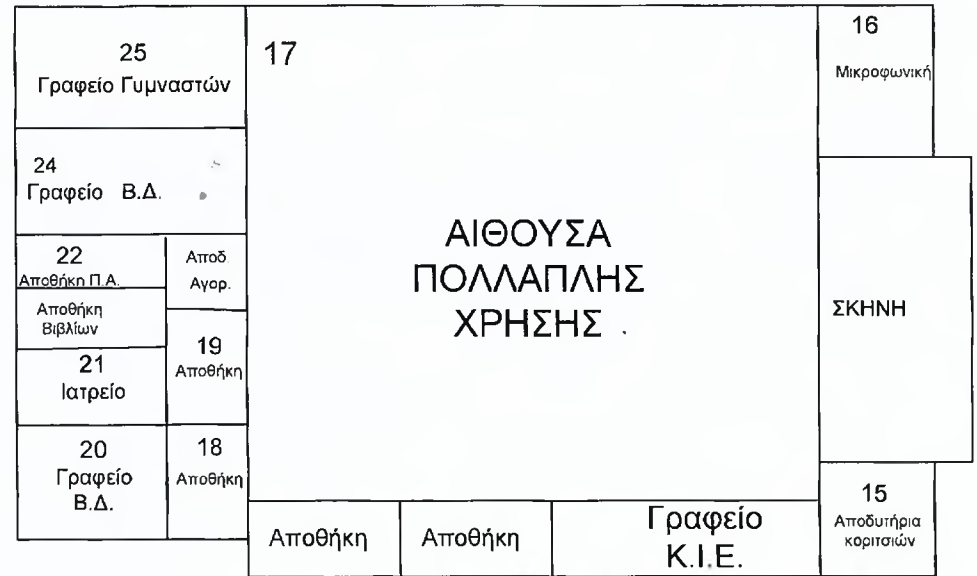 25
Γραφείο Γυμναστών
24
Γραφείο Β.Δ.
22
Αποθήκη Π.Α.
Αποθήκη
Βιβλίων
21
Ιατρείο
20
Γραφείο
Β.Δ.
Αποδ
Αγορ.
19
Αποθήκη
18
Αποθήκη
17
ΑΙΘΟΥΣΑ
ΠΟΛΛΑΠΛΗΣ
ΧΡΗΣΗΣ
Αποθήκη
Αποθήκη
Γραφείο
Κ.Ι.Ε.
16
Μικροφωνική
ΣΚΗΝΗ
15
Αποδυτήρια
κοριτσιών